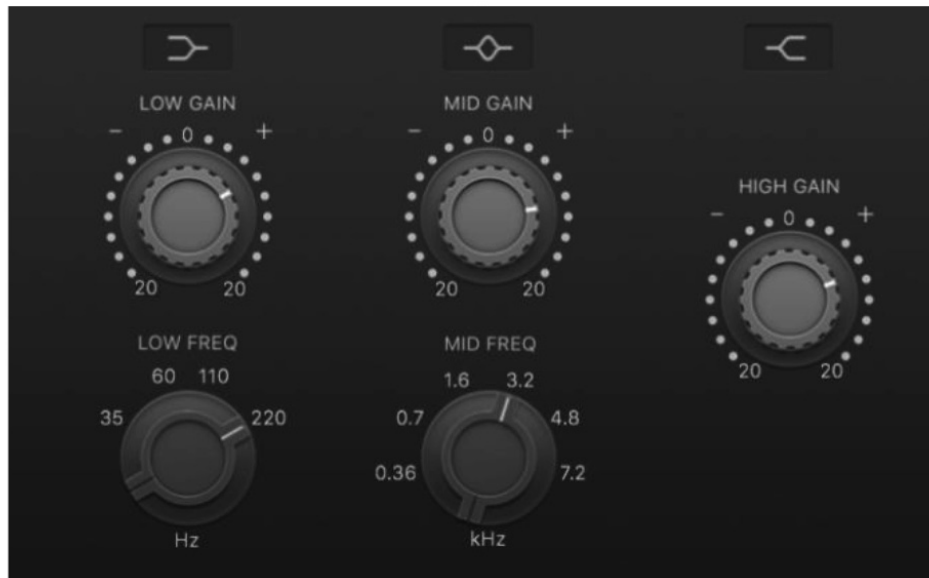 LOW GAIN
- 0 +
20 20
LOW FREQ
60 110
35 220
Hz
MID GAIN
- 0 +
20 20
MID FREQ
1.6 3.2
0.7 4.8
0.36 7.2
kHz
HIGH GAIN
- 0 +
20 20